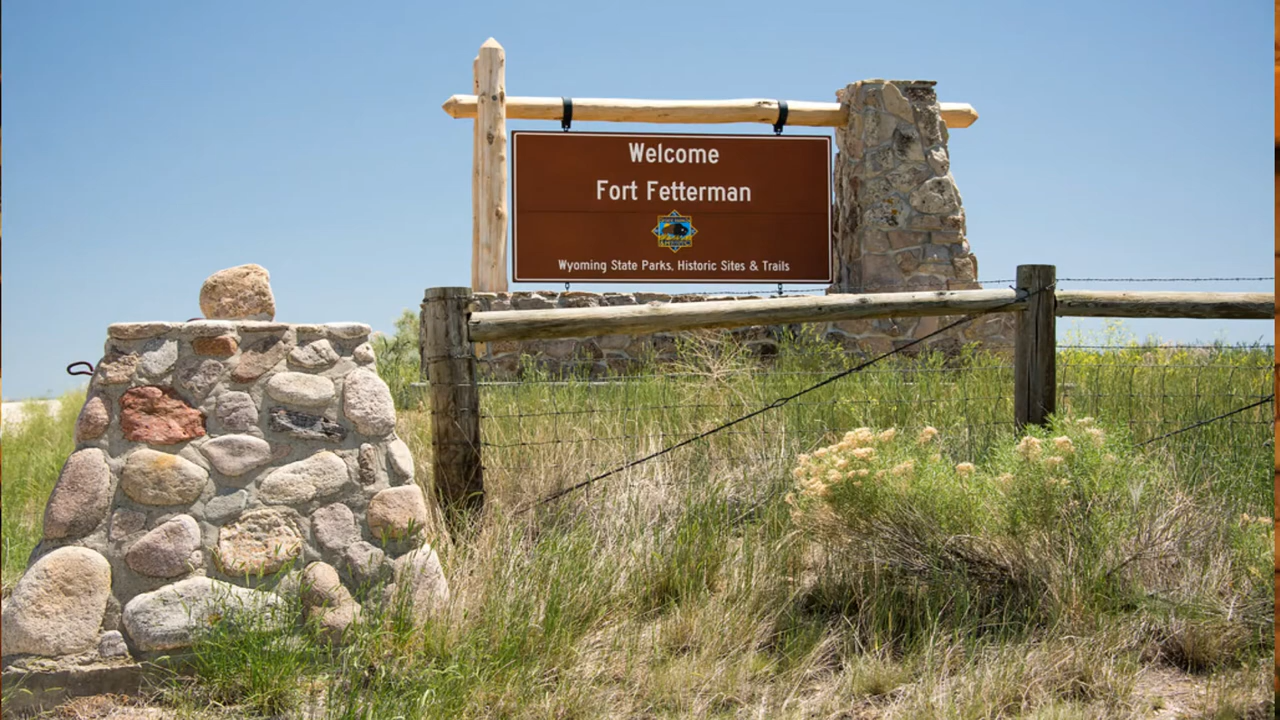 Welcome
Fort Fetterman
Wyoming State Parks, Historic Sites & Trails